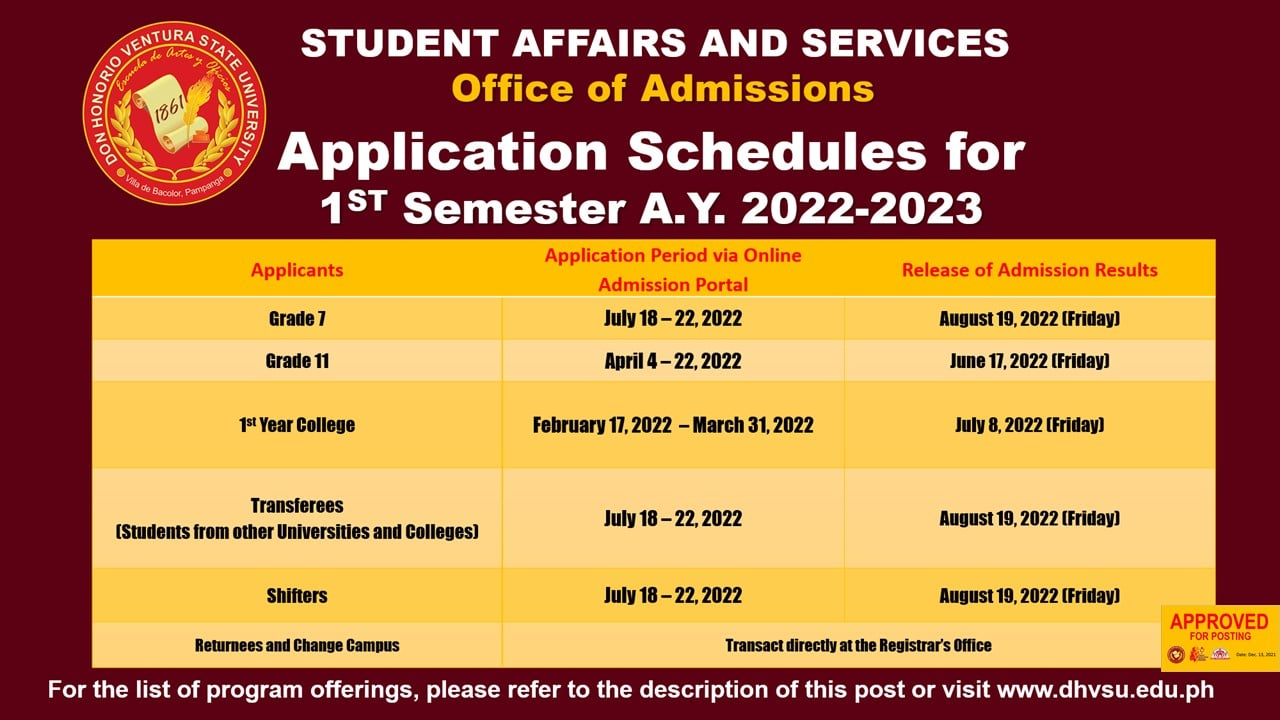 DON HONORIO VENTURA STATE UNIVERSITY
Escuela de Artes y Oficios
1861
Villa de Bacolor, Pampanga
STUDENT AFFAIRS AND SERVICES
Office of Admissions
Application Schedules for
1ST Semester A.Y. 2022-2023
Applicants
Application Period via Online
Admission Portal
Release of Admission Results
Grade 7
July 18 – 22, 2022
August 19, 2022 (Friday)
Grade 11
April 4 – 22, 2022
June 17, 2022 (Friday)
1st Year College
February 17, 2022 – March 31, 2022
July 8, 2022 (Friday)
Transferees
(Students from other Universities and Colleges)
July 18 – 22, 2022
August 19, 2022 (Friday)
Shifters
July 18 – 22, 2022
August 19, 2022 (Friday)
Returnees and Change Campus
Transact directly at the Registrar's Office
APPROVED
FOR POSTING
Date: Dec. 13, 2021
For the list of program offerings, please refer to the description of this post or visit www.dhvsu.edu.ph